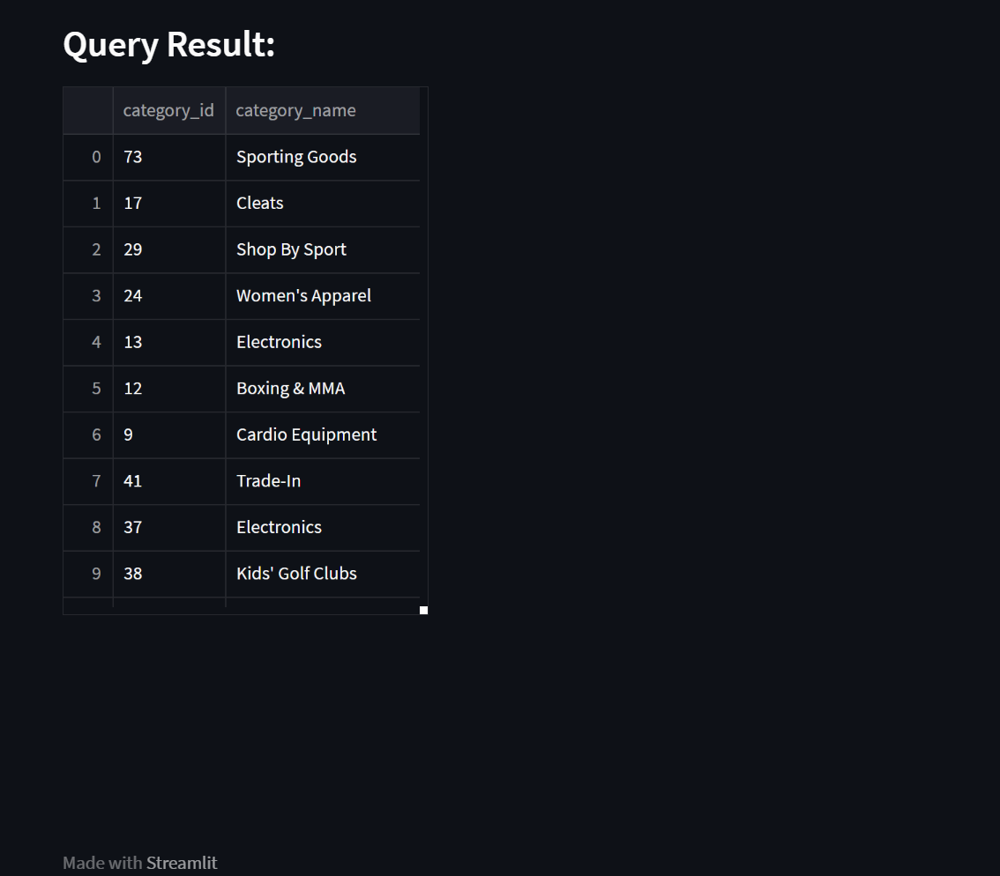 Query Result:
category_id category_name
0 73 Sporting Goods
1 17 Cleats
2 29 Shop By Sport
3 24 Women's Apparel
4 13 Electronics
5 12 Boxing & MMA
6 9 Cardio Equipment
7 41 Trade-In
8 37 Electronics
9 38 Kids' Golf Clubs
Made with Streamlit